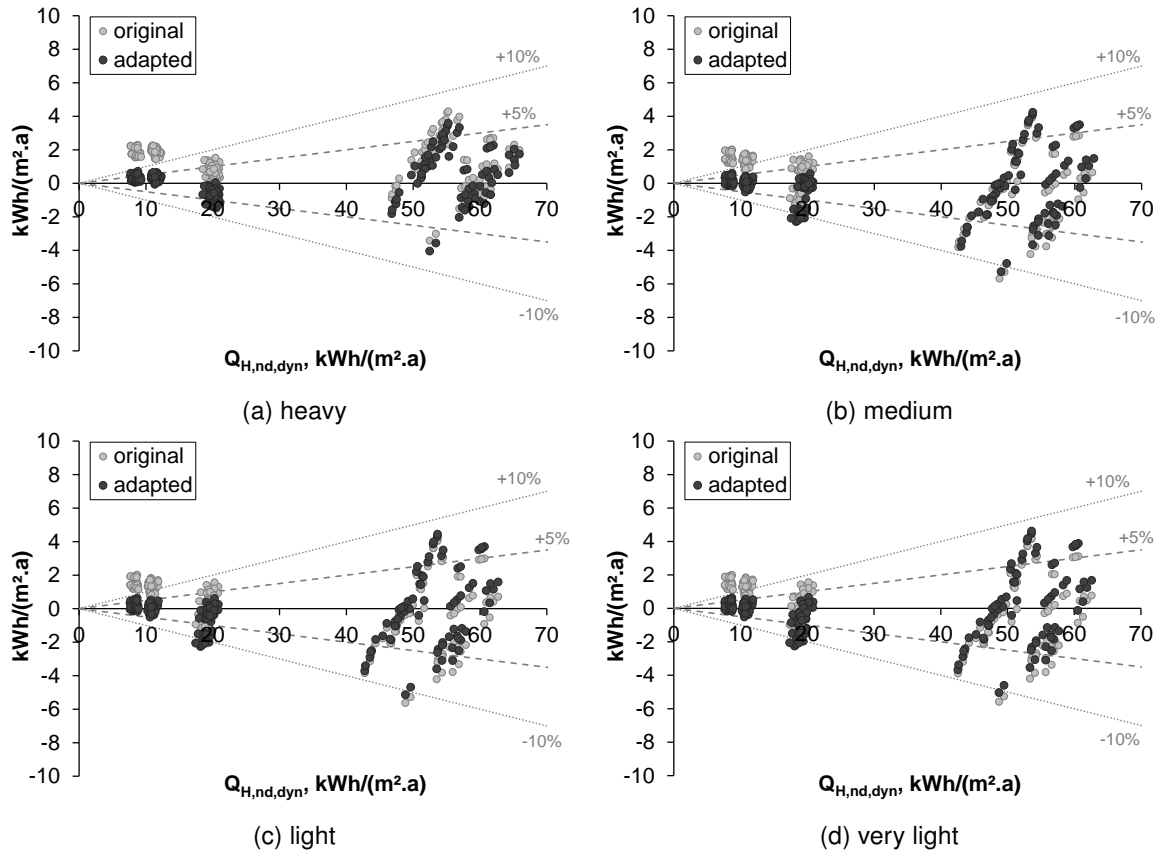 10
8
6
4
2
0
-2
-4
-6
-8
-10
kWh/(m².a)
original
adapted
+10%
+5%
-10%
0 10 20 30 40 50 60 70
Q_H,nd,dyn, kWh/(m².a)
(a) heavy
10
8
6
4
2
0
-2
-4
-6
-8
-10
kWh/(m².a)
original
adapted
+10%
+5%
-10%
0 10 20 30 40 50 60 70
Q_H,nd,dyn, kWh/(m².a)
(b) medium
10
8
6
4
2
0
-2
-4
-6
-8
-10
kWh/(m².a)
original
adapted
+10%
+5%
-10%
0 10 20 30 40 50 60 70
Q_H,nd,dyn, kWh/(m².a)
(c) light
10
8
6
4
2
0
-2
-4
-6
-8
-10
kWh/(m².a)
original
adapted
+10%
+5%
-10%
0 10 20 30 40 50 60 70
Q_H,nd,dyn, kWh/(m².a)
(d) very light